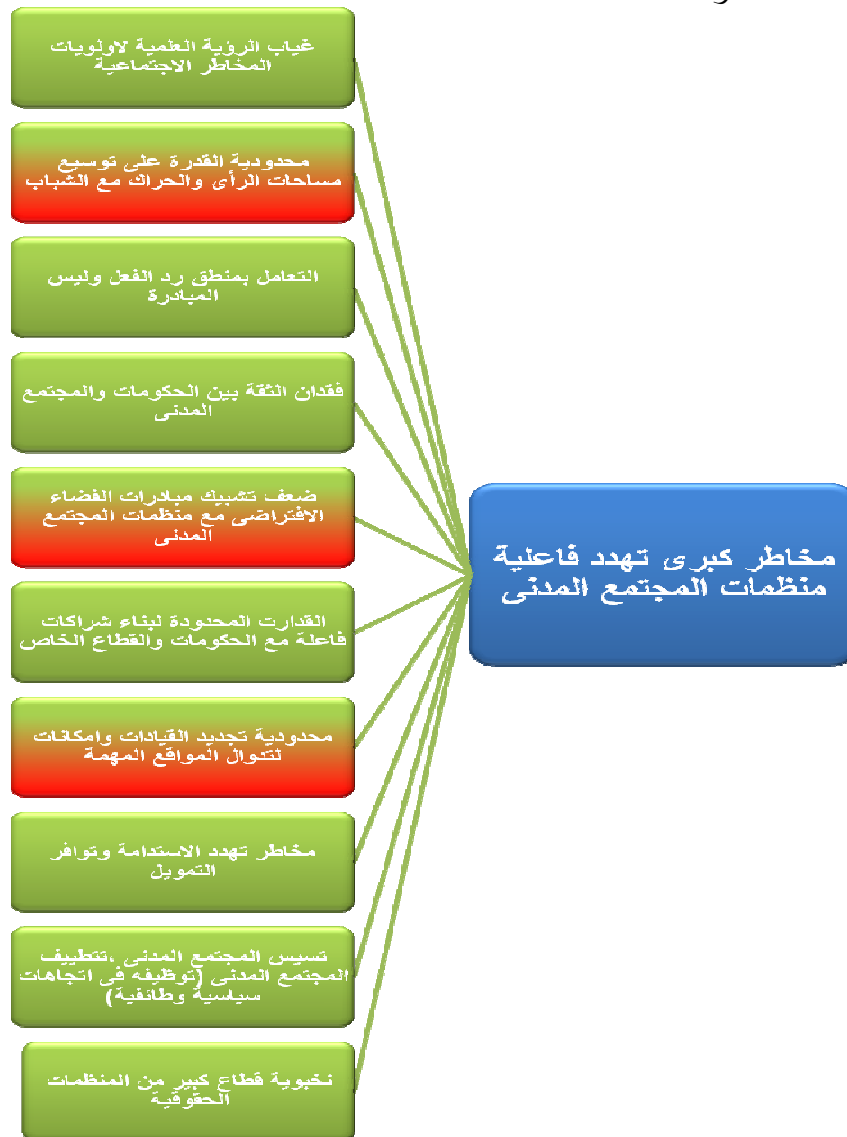 غياب الرؤية العلمية لاولويات
المخاطر الاجتماعية
محدودية القدرة على توسيع
مساحات الرأى والحراك مع الشباب
التعامل بمنطق رد الفعل وليس
المبادرة
فقدان الثقة بين الحكومات والمجتمع
المدنى
ضعف تشبيك مبادرات الفضاء
الافتراضى مع منظمات المجتمع
المدنى
مخاطر كبرى تهدد فاعلية
منظمات المجتمع المدنى
القدارت المحدودة لبناء شراكات
فاعلة مع الحكومات والقطاع الخاص
محدودية تجديد القيادات وامكانات
لتدوال المواقع المهمة
مخاطر تهدد الاستدامة وتوافر
التمويل
تسيس المجتمع المدنى ،تتطييف
المجتمع المدنى (توظيفه فى اتجاهات
سياسية وطائفية)
نخبوية قطاع كبير من المنظمات
الحقوقية